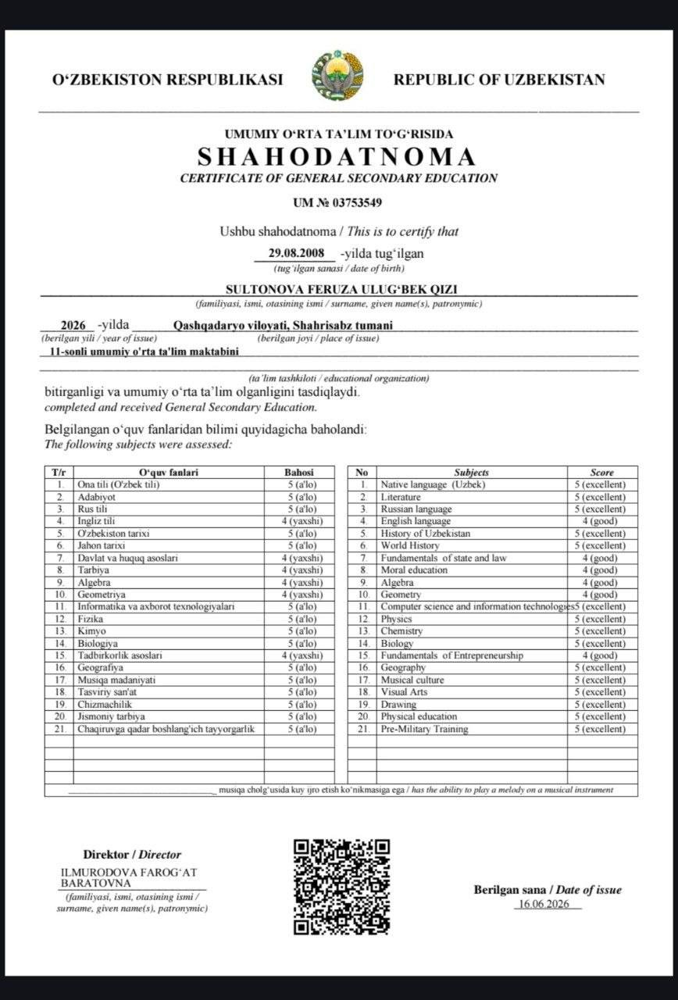 O‘ZBEKISTON RESPUBLIKASI REPUBLIC OF UZBEKISTAN
UMUMIY O‘RTA TA’LIM TO‘G‘RISIDA
SHAHODATNOMA
CERTIFICATE OF GENERAL SECONDARY EDUCATION
UM № 03753549
Ushbu shahodatnoma / This is to certify that
29.08.2008 -yilda tug‘ilgan
(tug‘ilgan sanasi / date of birth)
SULTONOVA FERUZA ULUG‘BEK QIZI
(familiyasi, ismi, otasining ismi / surname, given name(s), patronymic)
2026 -yilda Qashqadaryo viloyati, Shahrisabz tumani
(berilgan yili / year of issue) (berilgan joyi / place of issue)
11-sonli umumiy o'rta ta'lim maktabini
(ta’lim tashkiloti / educational organization)
bitirganligi va umumiy o‘rta ta’lim olganligini tasdiqlaydi.
completed and received General Secondary Education.
Belgilangan o‘quv fanlaridan bilimi quyidagicha baholandi:
The following subjects were assessed:
T/r O‘quv fanlari Bahosi No Subjects Score
1. Ona tili (O'zbek tili) 5 (a'lo) 1. Native language (Uzbek) 5 (excellent)
2. Adabiyot 5 (a'lo) 2. Literature 5 (excellent)
3. Rus tili 5 (a'lo) 3. Russian language 5 (excellent)
4. Ingliz tili 4 (yaxshi) 4. English language 4 (good)
5. O'zbekiston tarixi 5 (a'lo) 5. History of Uzbekistan 5 (excellent)
6. Jahon tarixi 5 (a'lo) 6. World History 5 (excellent)
7. Davlat va huquq asoslari 4 (yaxshi) 7. Fundamentals of state and law 4 (good)
8. Tarbiya 4 (yaxshi) 8. Moral education 4 (good)
9. Algebra 4 (yaxshi) 9. Algebra 4 (good)
10. Geometriya 4 (yaxshi) 10. Geometry 4 (good)
11. Informatika va axborot texnologiyalari 5 (a'lo) 11. Computer science and information technologies 5 (excellent)
12. Fizika 5 (a'lo) 12. Physics 5 (excellent)
13. Kimyo 5 (a'lo) 13. Chemistry 5 (excellent)
14. Biologiya 5 (a'lo) 14. Biology 5 (excellent)
15. Tadbirkorlik asoslari 4 (yaxshi) 15. Fundamentals of Entrepreneurship 4 (good)
16. Geografiya 5 (a'lo) 16. Geography 5 (excellent)
17. Musiqa madaniyati 5 (a'lo) 17. Musical culture 5 (excellent)
18. Tasviriy san'at 5 (a'lo) 18. Visual Arts 5 (excellent)
19. Chizmachilik 5 (a'lo) 19. Drawing 5 (excellent)
20. Jismoniy tarbiya 5 (a'lo) 20. Physical education 5 (excellent)
21. Chaqiruvga qadar boshlang'ich tayyorgarlik 5 (a'lo) 21. Pre-Military Training 5 (excellent)
musiqa cholg‘usida kuy ijro etish ko‘nikmasiga ega / has the ability to play a melody on a musical instrument
Direktor / Director
ILMURODOVA FAROG‘AT
BARATOVNA
(familiyasi, ismi, otasining ismi /
surname, given name(s), patronymic)
Berilgan sana / Date of issue
16.06.2026